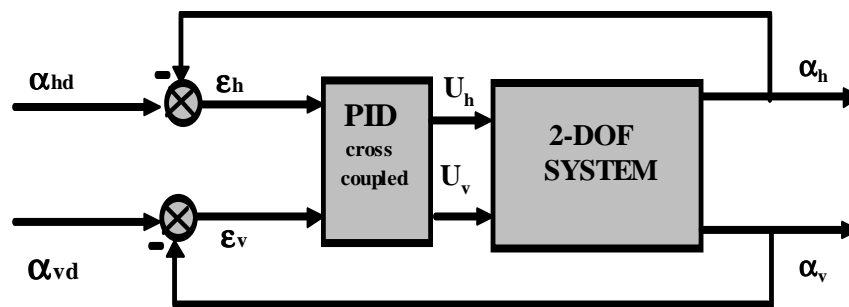 -
αhd
εh
PID
cross
coupled
Uh
Uv
2-DOF
SYSTEM
αh
αvd
-
εv
αv